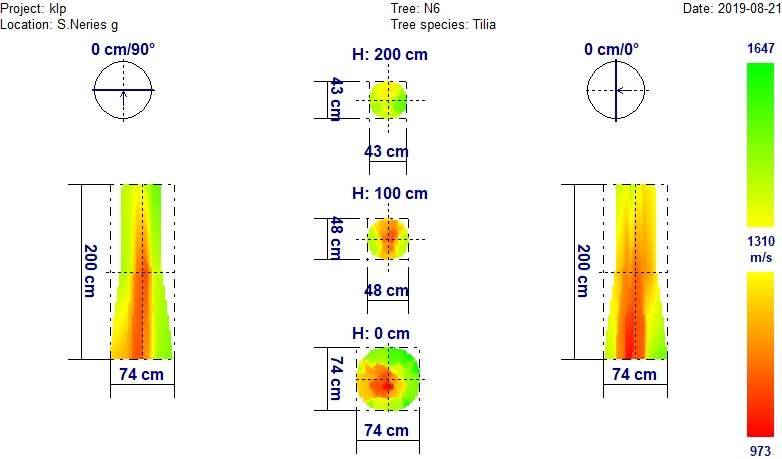 Project: klp
Tree: N6
Date: 2019-08-21
Location: S.Neries g
Tree species: Tilia
0 cm/90°
H: 200 cm
0 cm/0°
1647
43 cm
43 cm
H: 100 cm
48 cm
48 cm
200 cm
200 cm
1310
m/s
H: 0 cm
74 cm
74 cm
74 cm
74 cm
973